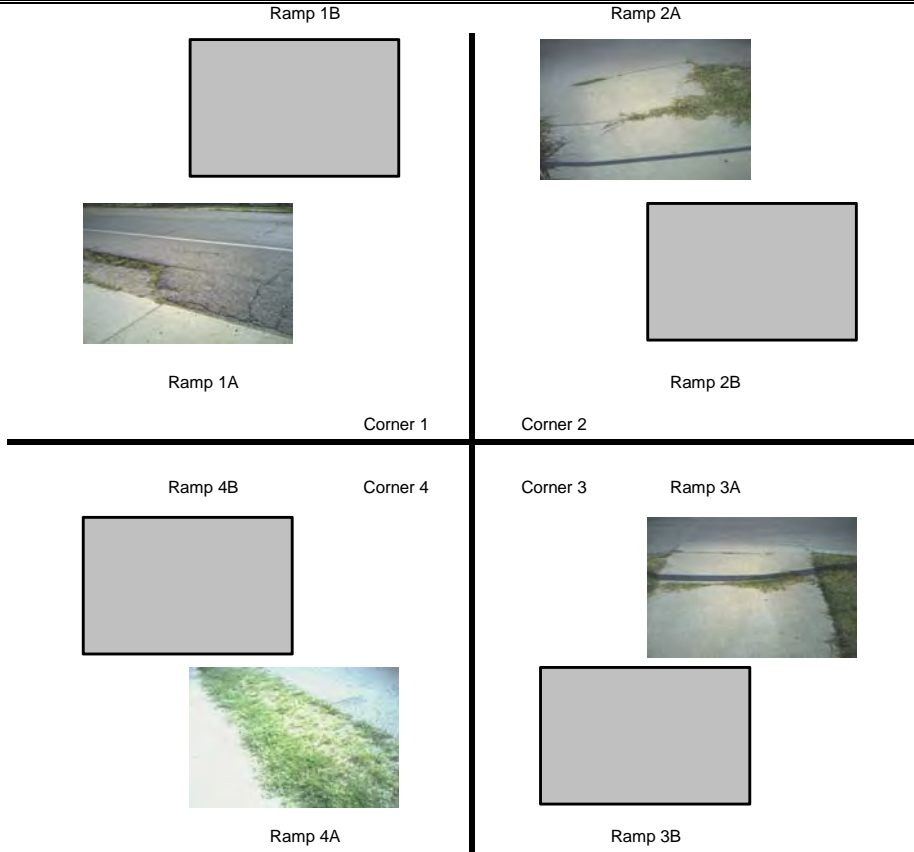 Ramp 1B Ramp 2A
Ramp 1A Ramp 2B
Corner 1 Corner 2
Ramp 4B Corner 4 Corner 3 Ramp 3A
Ramp 4A Ramp 3B